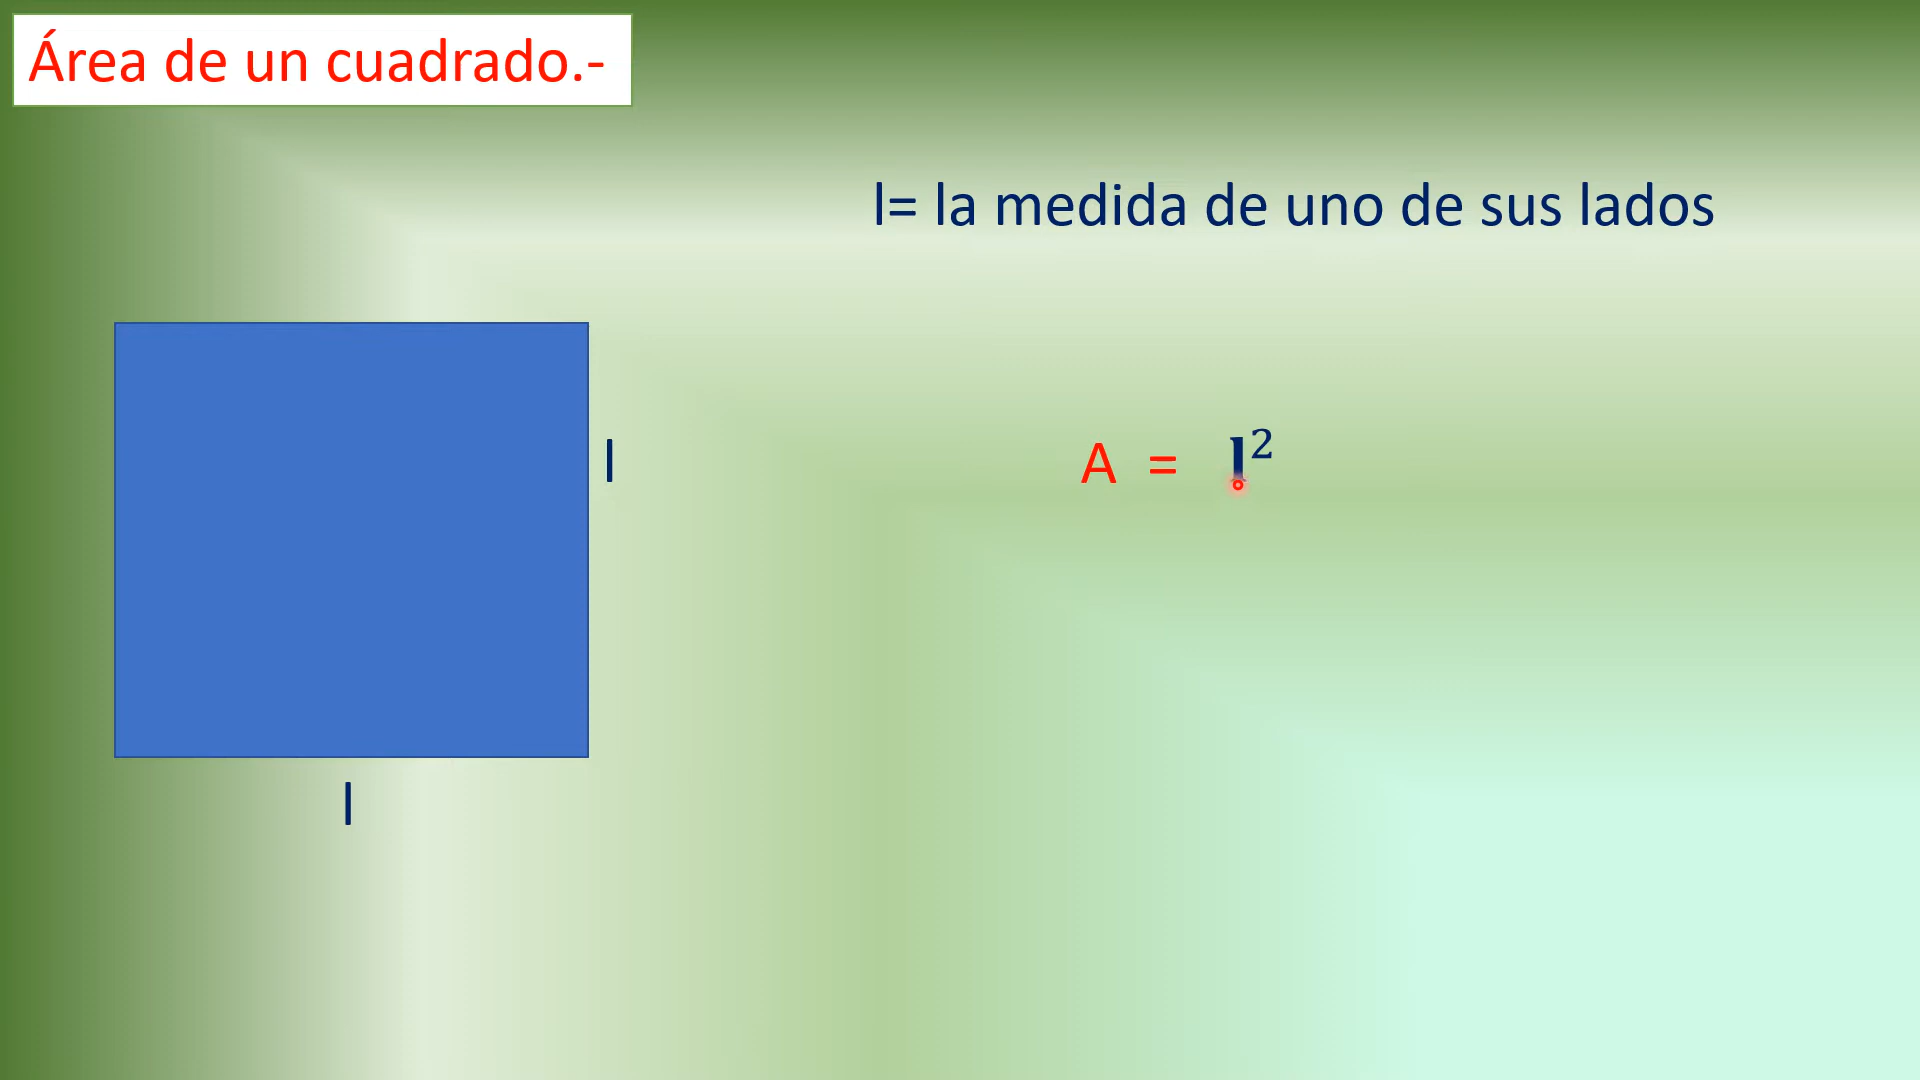 Área de un cuadrado.-
l= la medida de uno de sus lados
l
A = l²
l